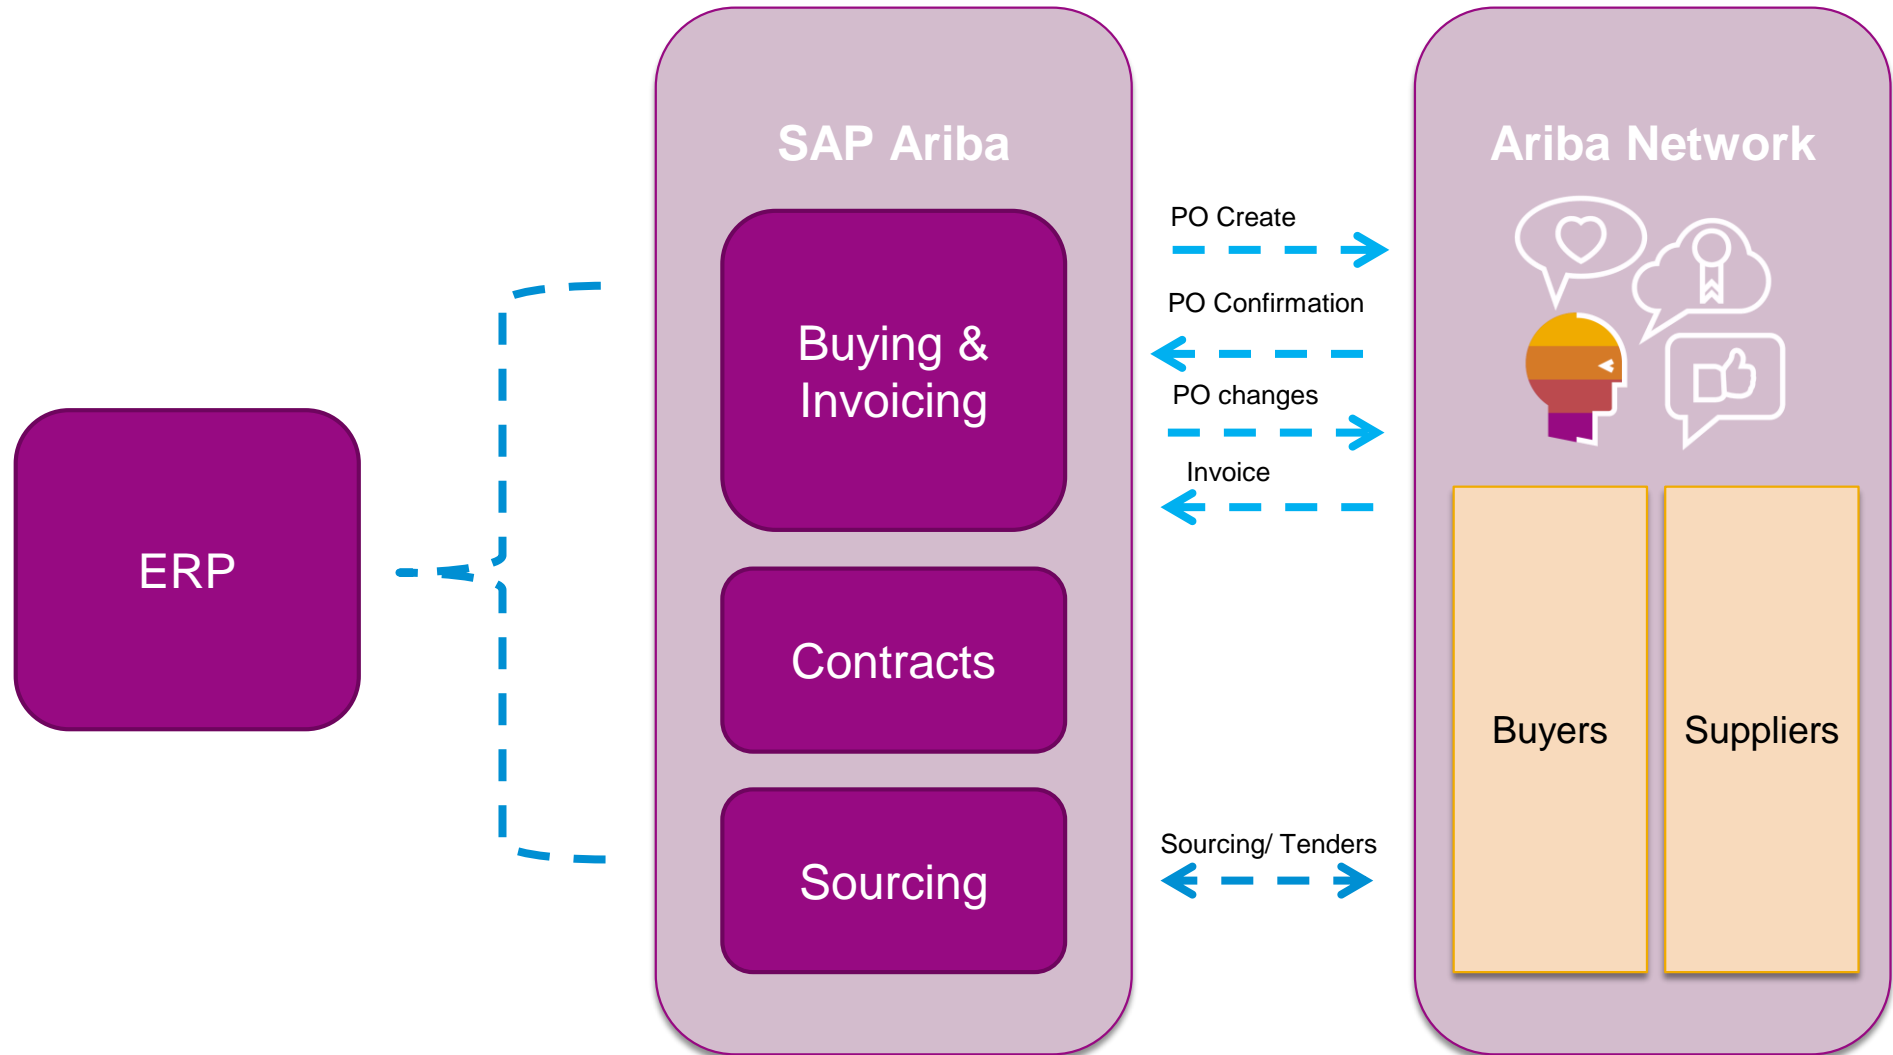 ERP
SAP Ariba
Buying &
Invoicing
Contracts
Sourcing
PO Create
PO Confirmation
PO changes
Invoice
Sourcing/ Tenders
Ariba Network
Buyers
Suppliers